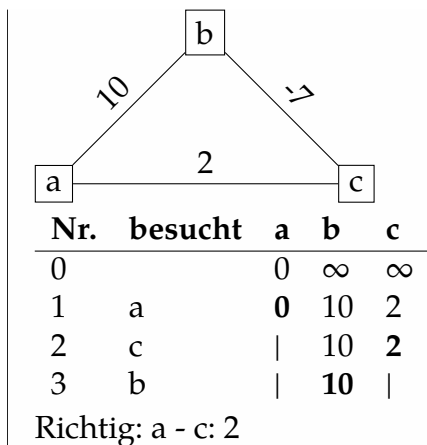 b
10
-7
2
a
c
Nr. besucht a b c
0 0 ∞ ∞
1 a 0 10 2
2 c | 10 2
3 b | 10 |
Richtig: a - c: 2